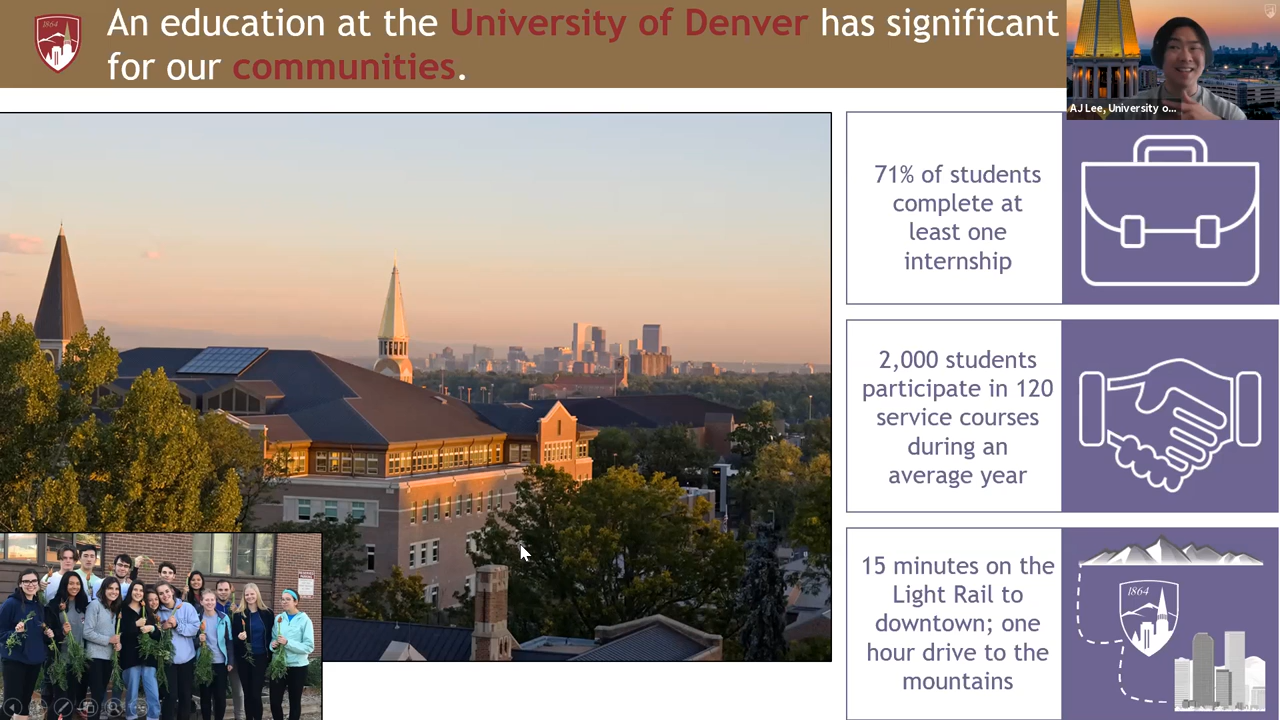 1864
An education at the University of Denver has significant
for our communities.
AJ Lee, University o...
71% of students
complete at
least one
internship
2,000 students
participate in 120
service courses
during an
average year
15 minutes on the
Light Rail to
downtown; one
hour drive to the
mountains
1864